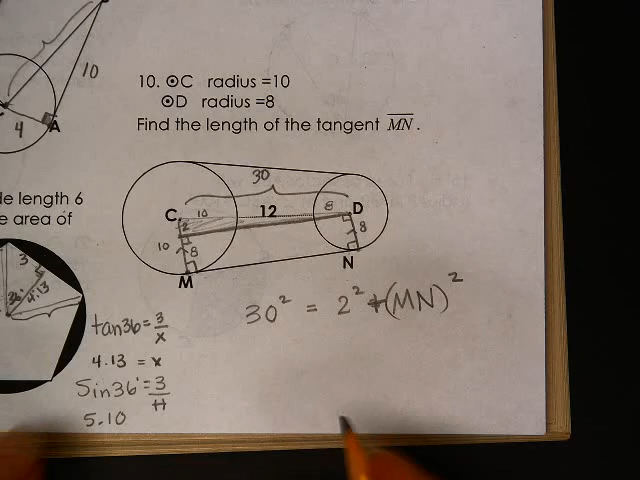 10
4
A
10. ⊙C radius =10
⊙D radius =8
Find the length of the tangent MN.
de length 6
e area of
30
C 10 12 8 D
2
10 8 8
M N
30² = 2² + (MN)²
3
36° 4.13
tan36 = 3/x
4.13 = x
Sin36° = 3/H
5.10